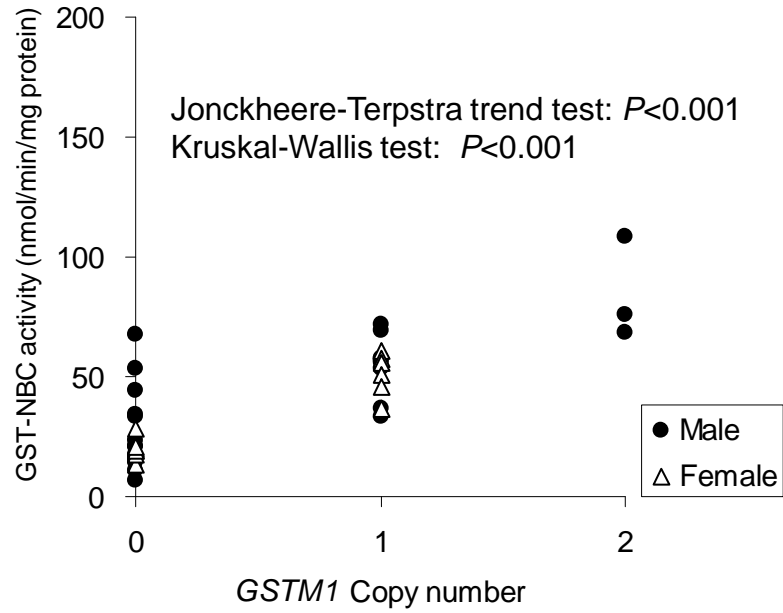 200
Jonckheere-Terpstra trend test: P<0.001
150
Kruskal-Wallis test: P<0.001
GST-NBC activity (nmol/min/mg protein)
100
50
Male
Female
0
0 1 2
GSTM1 Copy number